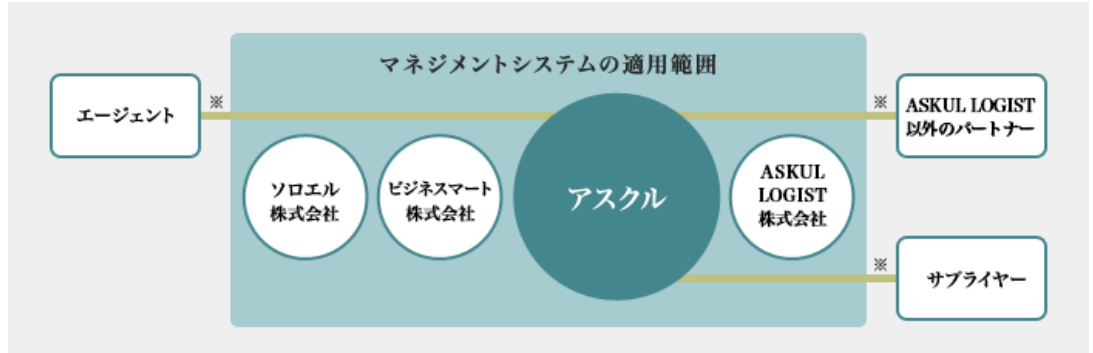 マネジメントシステムの適用範囲
エージェント
※
※
ASKUL LOGIST
以外のパートナー
ソロエル
株式会社
ビジネスマート
株式会社
アスクル
ASKUL
LOGIST
株式会社
※
サプライヤー